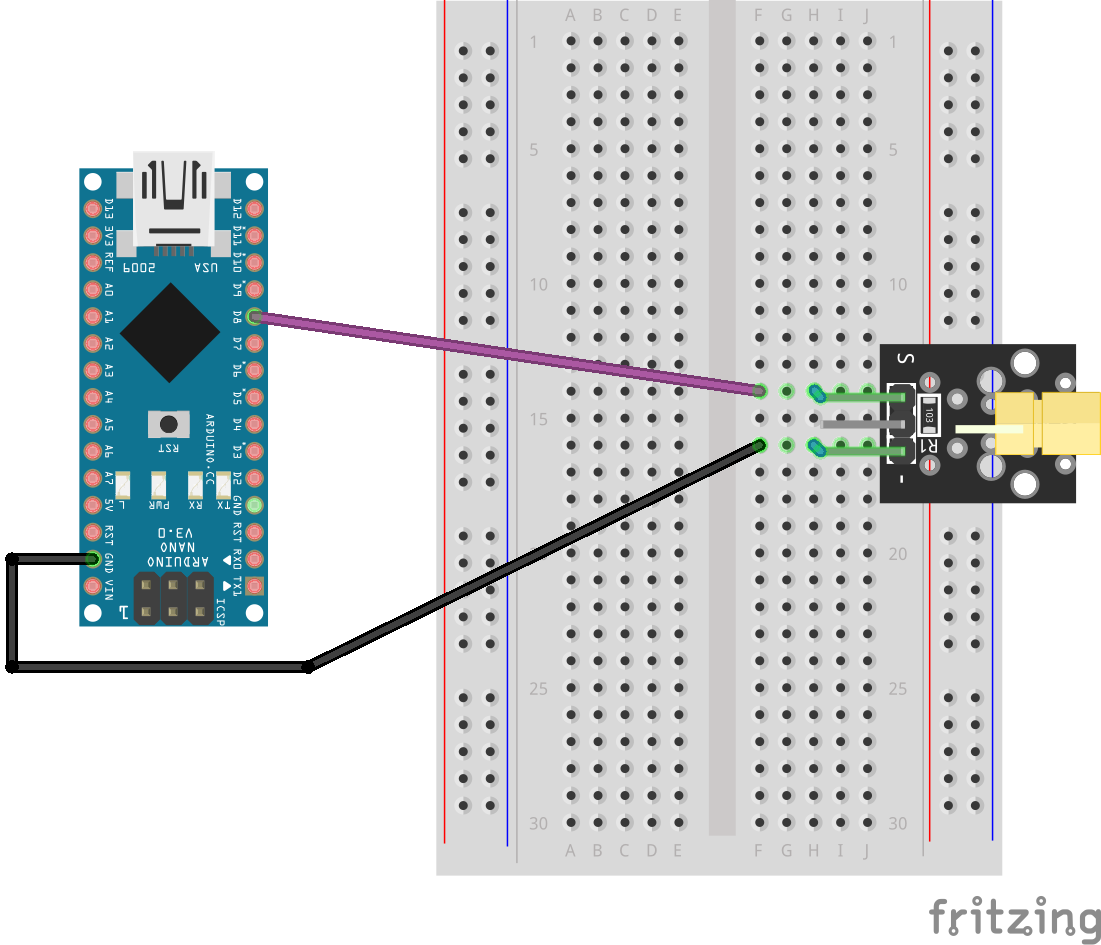 A B C D E F G H I J
1 1
5 5
10 10
15
20
25 25
30 30
A B C D E F G H I J
D13
3V3
REF
A0
A1
A2
A3
A4
A5
A6
A7
5V
RST
GND
VIN
D12
D11
D10
D9
D8
D7
D6
D5
D4
D3
D2
GND
RST
RX0
TX1
2009
USA
RST
ARDUINO.CC
L
PWR
RX
TX
ARDUINO
NANO
V3.0
1
ICSP
S
103
R1
-
fritzing